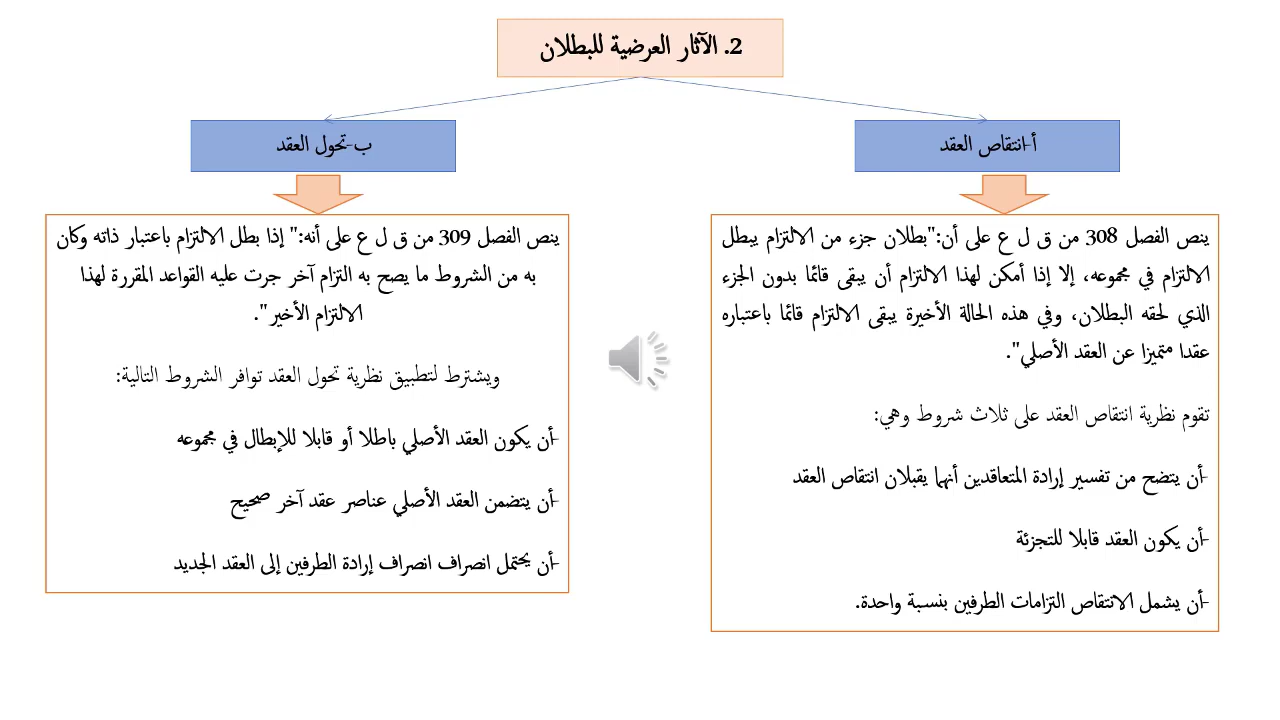 2. الآثار العرضية للبطلان
أ-انتقاص العقد
ينص الفصل 308 من ق ل ع على أن:"بطلان جزء من الالتزام يبطل
الالتزام في مجموعه، إلا إذا أمكن لهذا الالتزام أن يبقى قائما بدون الجزء
الذي لحقه البطلان، وفي هذه الحالة الأخيرة يبقى الالتزام قائما باعتباره
عقدا متميزا عن العقد الأصلي".
تقوم نظرية انتقاص العقد على ثلاث شروط وهي:
-أن يتضح من تفسير إرادة المتعاقدين أنهما يقبلان انتقاص العقد
-أن يكون العقد قابلا للتجزئة
-أن يشمل الانتقاص التزامات الطرفين بنسبة واحدة.
ب-تحول العقد
ينص الفصل 309 من ق ل ع على أنه:" إذا بطل الالتزام باعتبار ذاته وكان
به من الشروط ما يصح به التزام آخر جرت عليه القواعد المقررة لهذا
الالتزام الأخير".
ويشترط لتطبيق نظرية تحول العقد توافر الشروط التالية:
-أن يكون العقد الأصلي باطلا أو قابلا للإبطال في مجموعه
-أن يتضمن العقد الأصلي عناصر عقد آخر صحيح
-أن يحتمل انصراف انصراف إرادة الطرفين إلى العقد الجديد